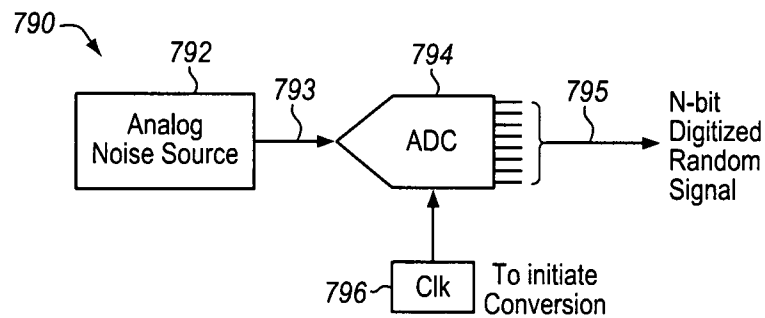 790
792
793
794
795
Analog
Noise Source
ADC
N-bit
Digitized
Random
Signal
796
Clk
To initiate
Conversion